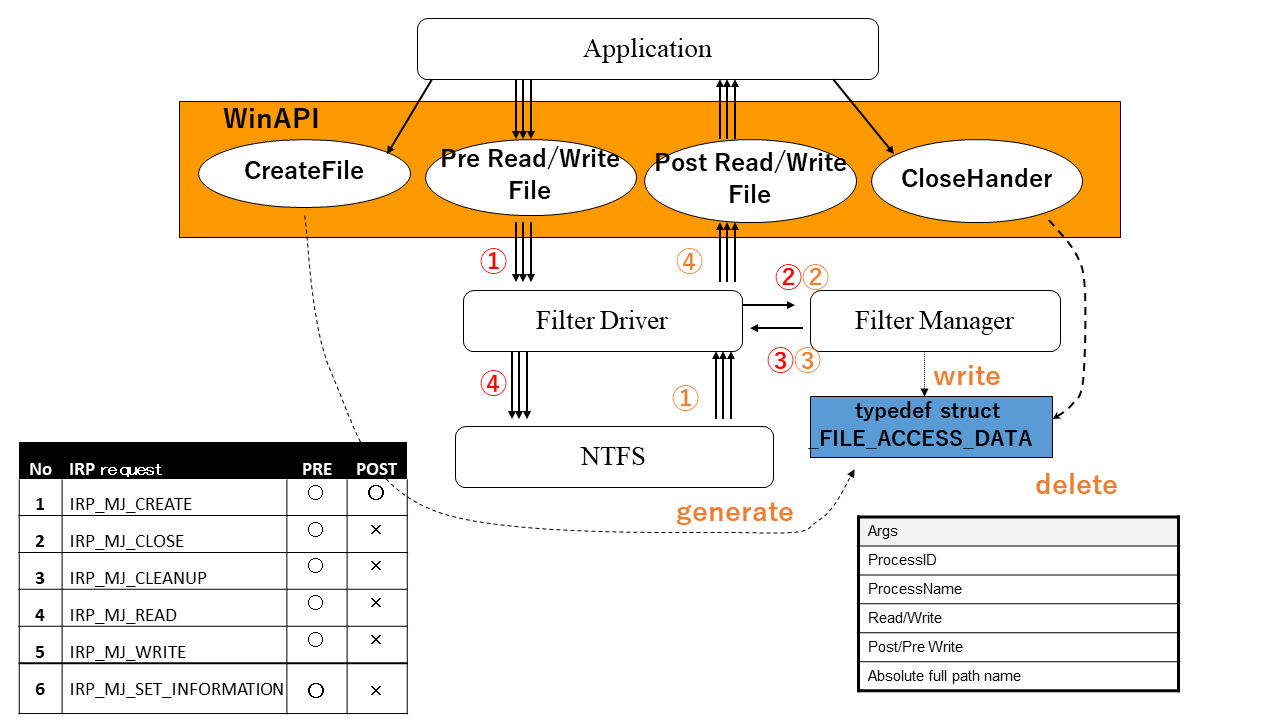 Application
WinAPI
CreateFile
Pre Read/Write
File
Post Read/Write
File
CloseHander
①
④
②②
Filter Driver
Filter Manager
③③
④
①
write
typedef struct
_FILE_ACCESS_DATA
NTFS
generate
delete
No IRP request PRE POST
1 IRP_MJ_CREATE ○ ○
2 IRP_MJ_CLOSE ○ ×
3 IRP_MJ_CLEANUP ○ ×
4 IRP_MJ_READ ○ ×
5 IRP_MJ_WRITE ○ ×
6 IRP_MJ_SET_INFORMATION ○ ×
Args
ProcessID
ProcessName
Read/Write
Post/Pre Write
Absolute full path name